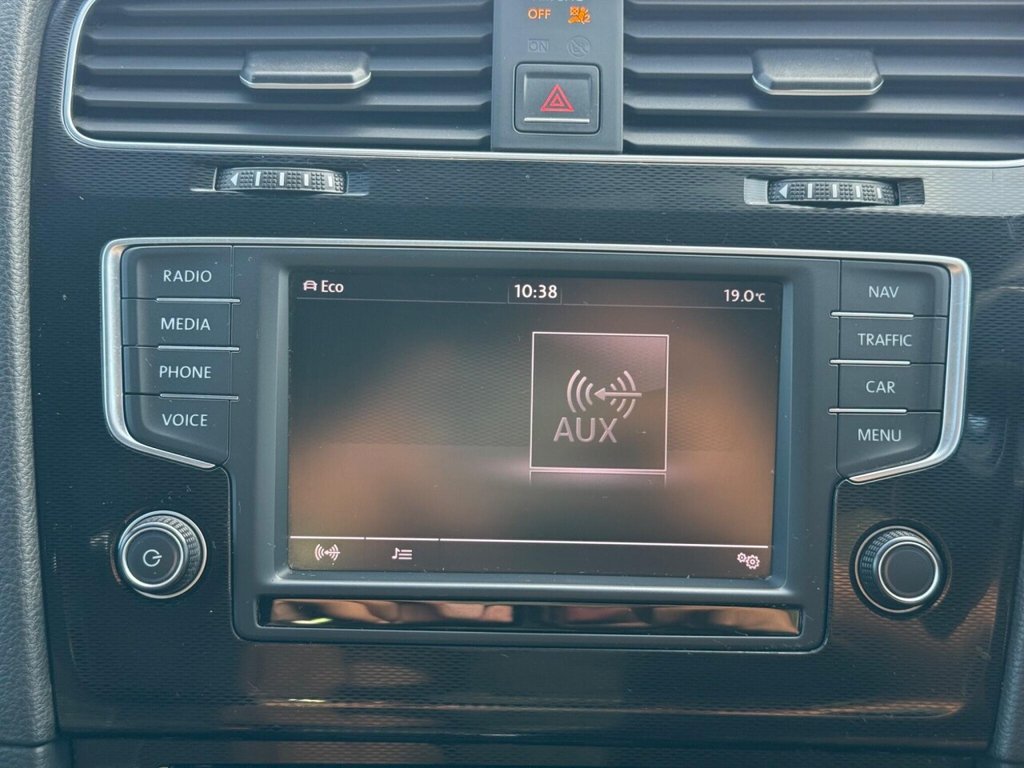 OFF
ON
RADIO
MEDIA
PHONE
VOICE
Eco
10:38
19.0°C
AUX
NAV
TRAFFIC
CAR
MENU